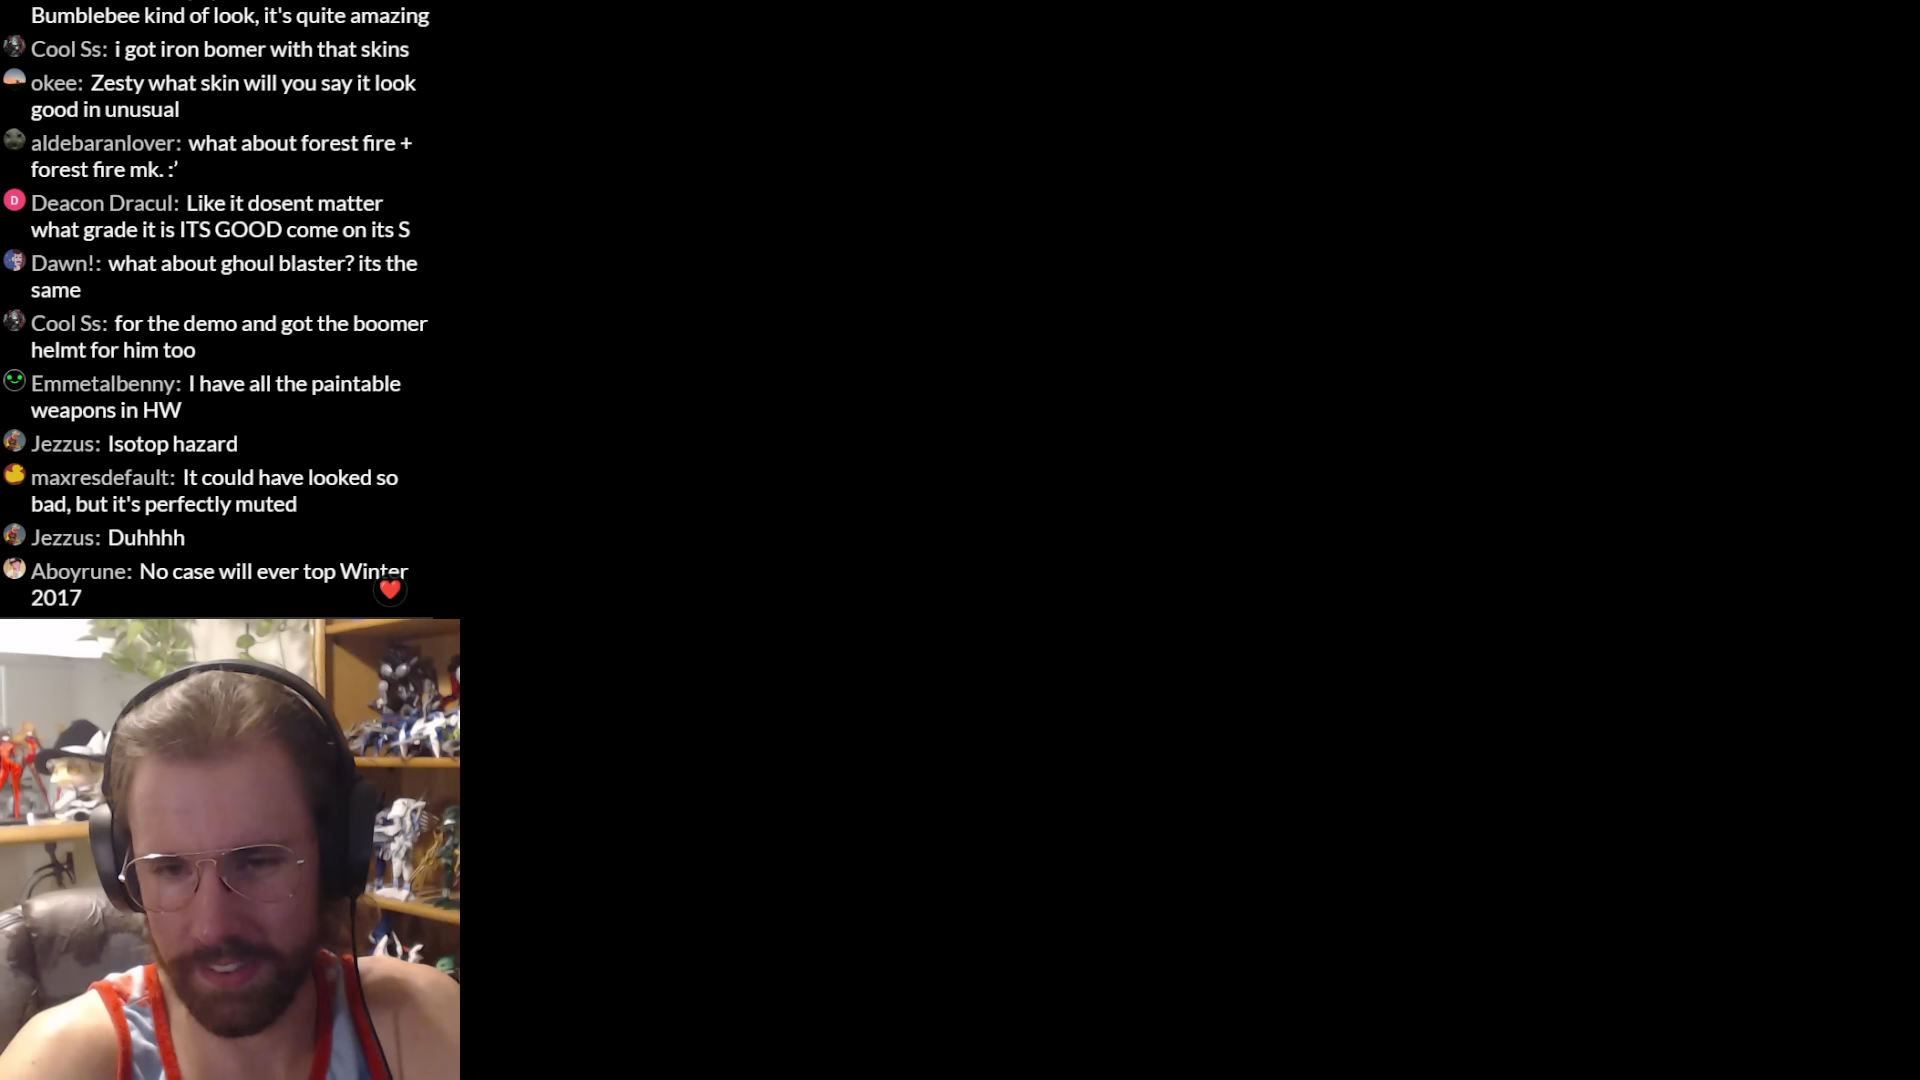 Bumblebee kind of look, it's quite amazing
Cool Ss: i got iron bomer with that skins
okee: Zesty what skin will you say it look
good in unusual
aldebaranlover: what about forest fire +
forest fire mk. :’
D Deacon Dracul: Like it dosent matter
what grade it is ITS GOOD come on its S
Dawn!: what about ghoul blaster? its the
same
Cool Ss: for the demo and got the boomer
helmt for him too
Emmetalbenny: I have all the paintable
weapons in HW
Jezzus: Isotop hazard
maxresdefault: It could have looked so
bad, but it's perfectly muted
Jezzus: Duhhhh
Aboyrune: No case will ever top Winter
2017